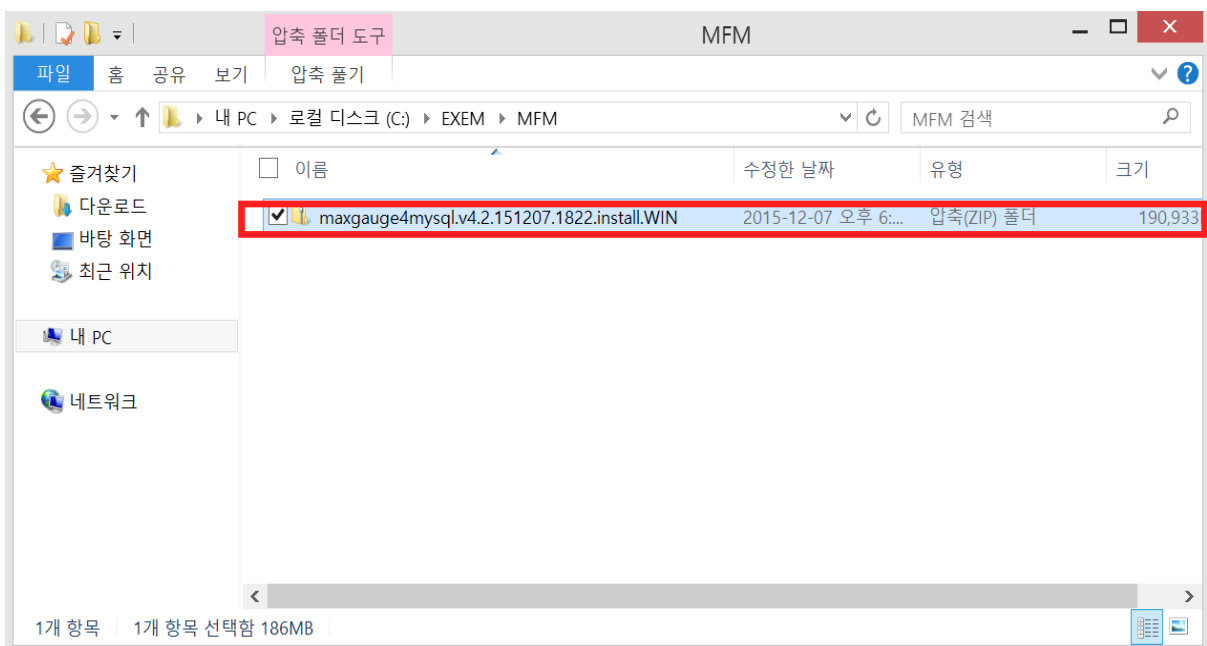 압축 폴더 도구 MFM
파일 홈 공유 보기 압축 풀기
내 PC 로컬 디스크 (C:) EXEM MFM MFM 검색
이름 수정한 날짜 유형 크기
즐겨찾기
다운로드
maxgauge4mysql.v4.2.151207.1822.install.WIN 2015-12-07 오후 6:... 압축(ZIP) 폴더 190,933
바탕 화면
최근 위치
내 PC
네트워크
1개 항목 1개 항목 선택함 186MB